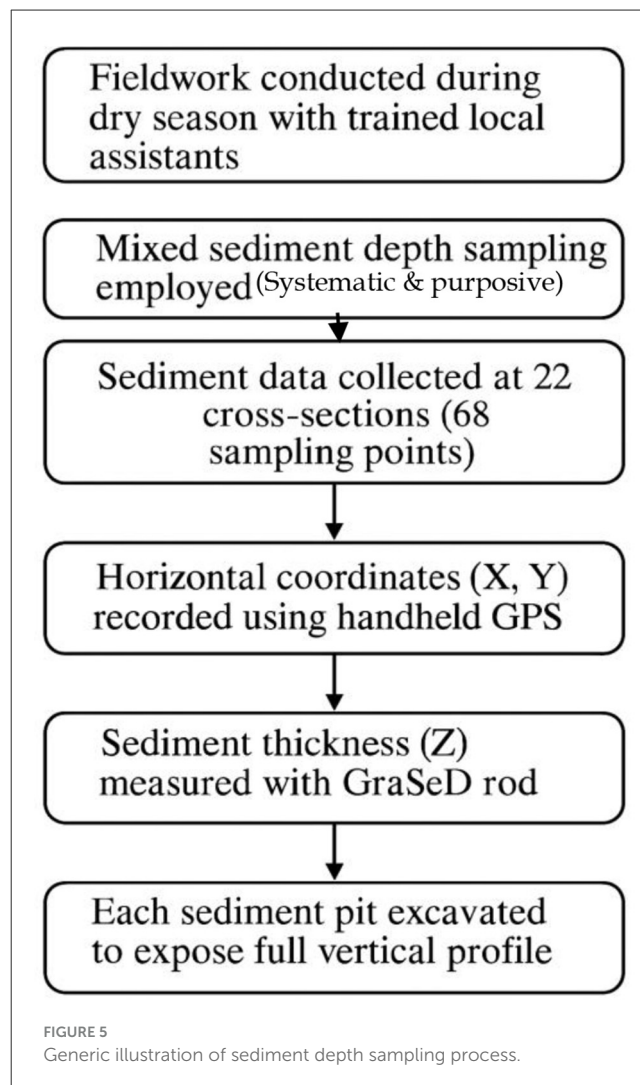 Fieldwork conducted during
dry season with trained local
assistants
Mixed sediment depth sampling
employed (Systematic & purposive)
Sediment data collected at 22
cross-sections (68
sampling points)
Horizontal coordinates (X, Y)
recorded using handheld GPS
Sediment thickness (Z)
measured with GraSeD rod
Each sediment pit excavated
to expose full vertical profile
FIGURE 5
Generic illustration of sediment depth sampling process.